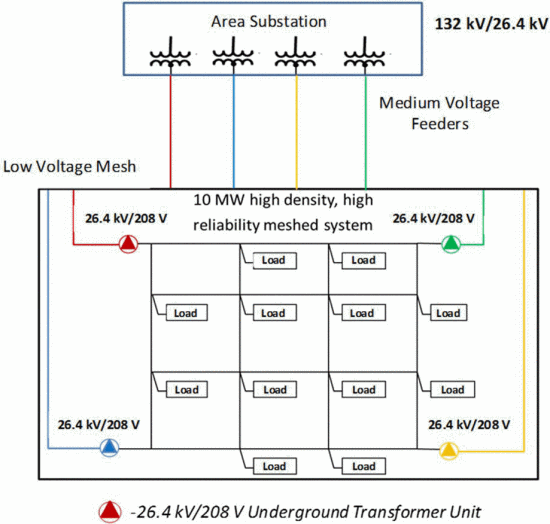 Area Substation
132 kV/26.4 kV
Medium Voltage
Feeders
Low Voltage Mesh
10 MW high density, high
reliability meshed system
26.4 kV/208 V
26.4 kV/208 V
Load
Load
Load
Load
Load
Load
Load
Load
Load
Load
26.4 kV/208 V
26.4 kV/208 V
Load
Load
-26.4 kV/208 V Underground Transformer Unit